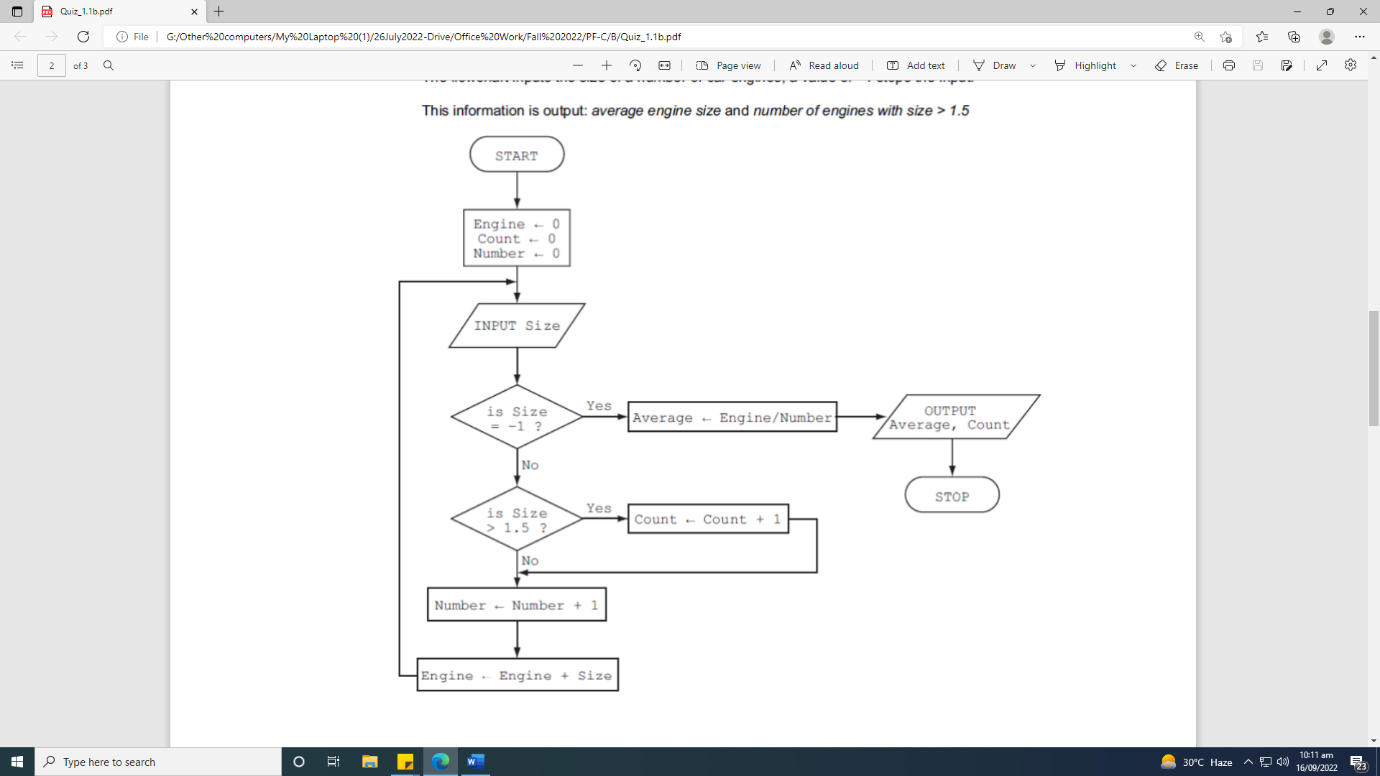 Quiz_1.1b.pdf
File
G:/Other%20computers/My%20Laptop%20(1)/26July2022-Drive/Office%20Work/Fall%202022/PF-C/B/Quiz_1.1b.pdf
2 of 3
Page view
Read aloud
Add text
Draw
Highlight
Erase
This information is output: average engine size and number of engines with size > 1.5
START
Engine ← 0
Count ← 0
Number ← 0
INPUT Size
is Size
= -1 ?
Yes
Average ← Engine/Number
OUTPUT
Average, Count
STOP
No
is Size
> 1.5 ?
Yes
Count ← Count + 1
No
Number ← Number + 1
Engine ← Engine + Size
Type here to search
30°C Haze
10:11 am
16/09/2022
23